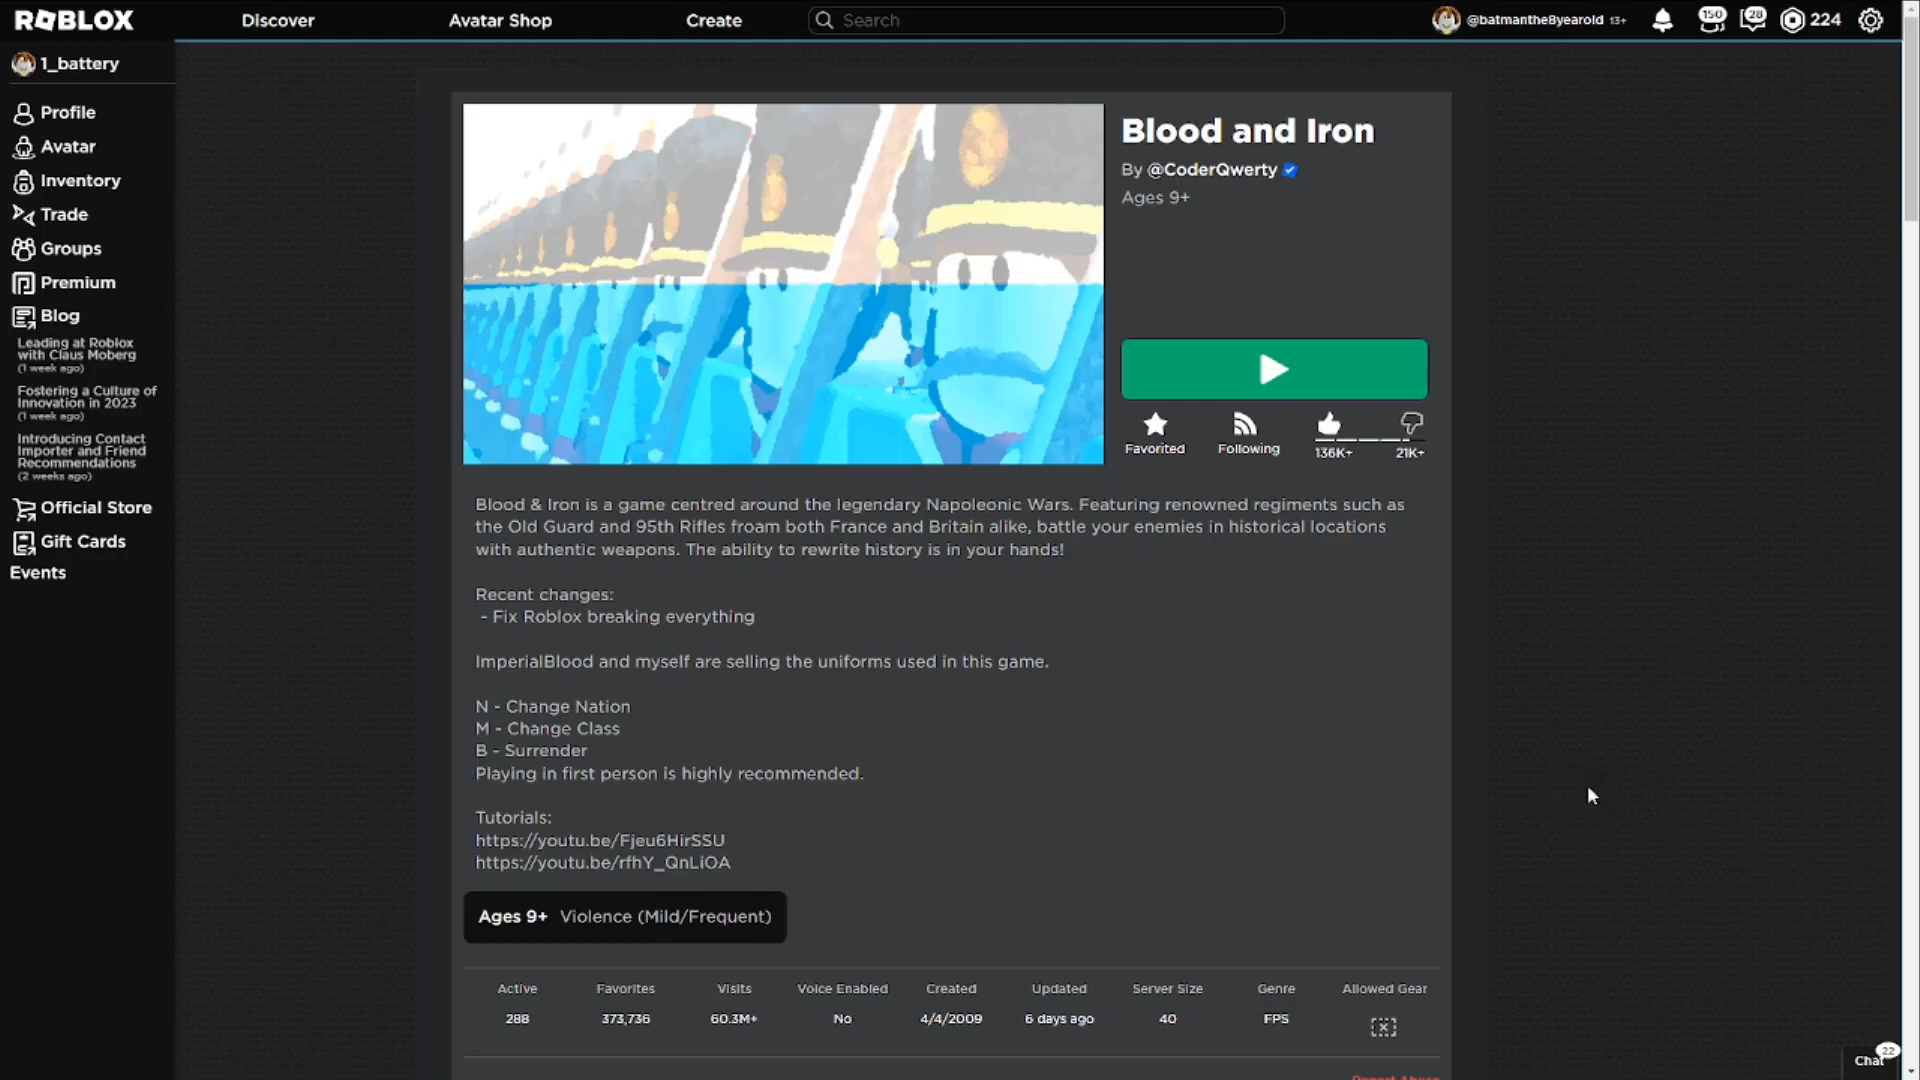 ROBLOX
Discover
Avatar Shop
Create
Search
@batmanthe8yearold 13+
150
28
224
1_battery
Profile
Avatar
Inventory
Trade
Groups
Premium
Blog
Leading at Roblox
with Claus Moberg
(1 week ago)
Fostering a Culture of
Innovation in 2023
(1 week ago)
Introducing Contact
Importer and Friend
Recommendations
(2 weeks ago)
Official Store
Gift Cards
Events
Blood and Iron
By @CoderQwerty
Ages 9+
Favorited
Following
136K+
21K+
Blood & Iron is a game centred around the legendary Napoleonic Wars. Featuring renowned regiments such as
the Old Guard and 95th Rifles froam both France and Britain alike, battle your enemies in historical locations
with authentic weapons. The ability to rewrite history is in your hands!
Recent changes:
- Fix Roblox breaking everything
ImperialBlood and myself are selling the uniforms used in this game.
N - Change Nation
M - Change Class
B - Surrender
Playing in first person is highly recommended.
Tutorials:
https://youtu.be/Fjeu6HirSSU
https://youtu.be/rfhY_QnLiOA
Ages 9+ Violence (Mild/Frequent)
Active
Favorites
Visits
Voice Enabled
Created
Updated
Server Size
Genre
Allowed Gear
288
373,736
60.3M+
No
4/4/2009
6 days ago
40
FPS
Report Abuse
Chat
22